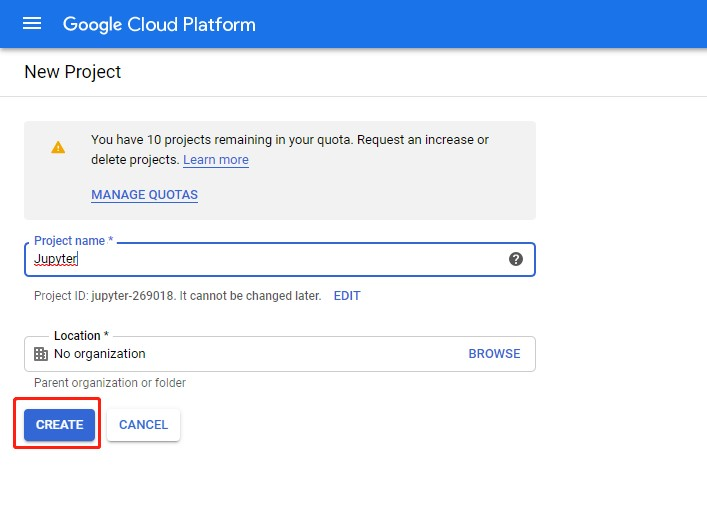 Google Cloud Platform
New Project
You have 10 projects remaining in your quota. Request an increase or
delete projects. Learn more
MANAGE QUOTAS
Project name *
Jupyter
Project ID: jupyter-269018. It cannot be changed later. EDIT
Location *
No organization BROWSE
Parent organization or folder
CREATE CANCEL